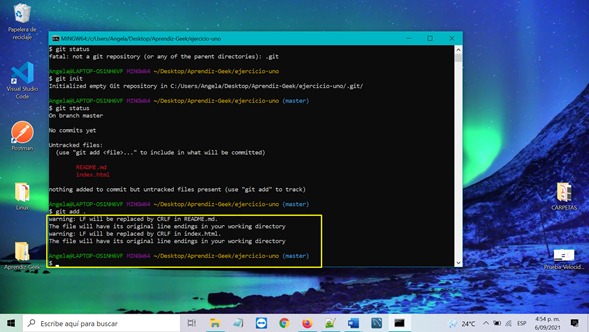 Papelera de
reciclaje
Visual Studio
Code
Postman
Linux
Aprendiz-Geek
CARPETAS
Prueba Velocid...
MINGW64:/c/Users/Angela/Desktop/Aprendiz-Geek/ejercicio-uno
$ git status
fatal: not a git repository (or any of the parent directories): .git
Angela@LAPTOP-OS1NH6VF MINGW64 ~/Desktop/Aprendiz-Geek/ejercicio-uno
$ git init
Initialized empty Git repository in C:/Users/Angela/Desktop/Aprendiz-Geek/ejercicio-uno/.git/
Angela@LAPTOP-OS1NH6VF MINGW64 ~/Desktop/Aprendiz-Geek/ejercicio-uno (master)
$ git status
On branch master
No commits yet
Untracked files:
(use "git add <file>..." to include in what will be committed)
README.md
index.html
nothing added to commit but untracked files present (use "git add" to track)
Angela@LAPTOP-OS1NH6VF MINGW64 ~/Desktop/Aprendiz-Geek/ejercicio-uno (master)
$ git add .
warning: LF will be replaced by CRLF in README.md.
The file will have its original line endings in your working directory
warning: LF will be replaced by CRLF in index.html.
The file will have its original line endings in your working directory
Angela@LAPTOP-OS1NH6VF MINGW64 ~/Desktop/Aprendiz-Geek/ejercicio-uno (master)
$
Escribe aquí para buscar
24°C
ESP
4:54 p. m.
6/09/2021